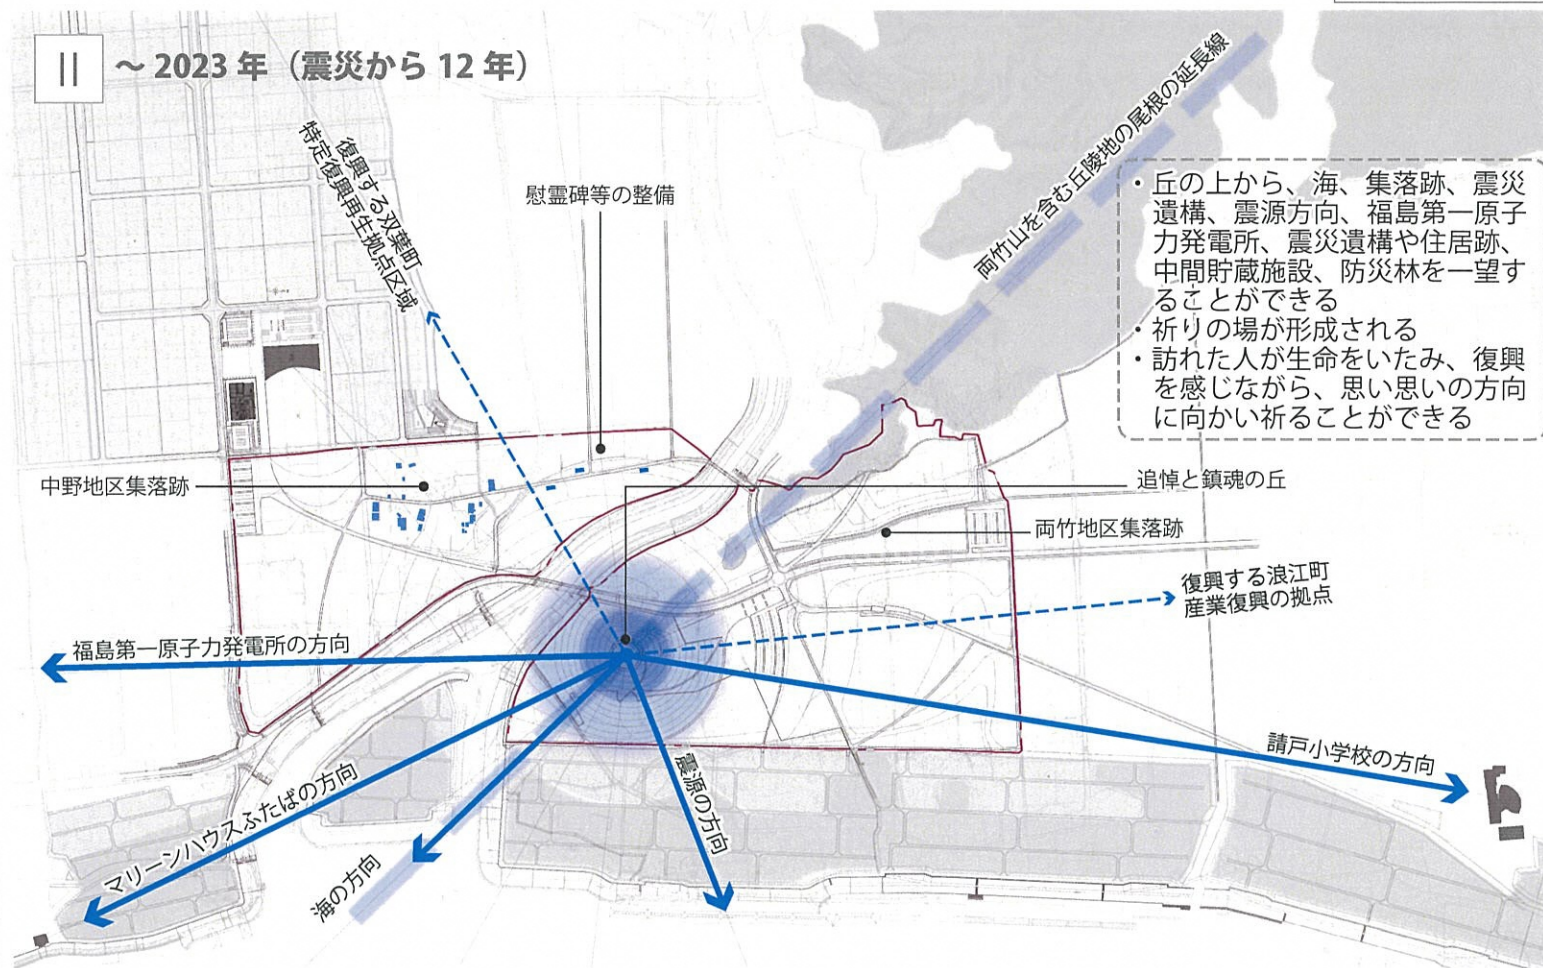 II
～ 2023 年（震災から 12 年）
両竹山を含む丘陵地の尾根の延長線
復興する双葉町
特定復興再生拠点区域
慰霊碑等の整備
・丘の上から、海、集落跡、震災
遺構、震源方向、福島第一原子
力発電所、震災遺構や住居跡、
中間貯蔵施設、防災林を一望す
ることができる
・祈りの場が形成される
・訪れた人が生命をいたみ、復興
を感じながら、思い思いの方向
に向かい祈ることができる
中野地区集落跡
追悼と鎮魂の丘
両竹地区集落跡
復興する浪江町
産業復興の拠点
福島第一原子力発電所の方向
請戸小学校の方向
震源の方向
マリーンハウスふたばの方向
海の方向